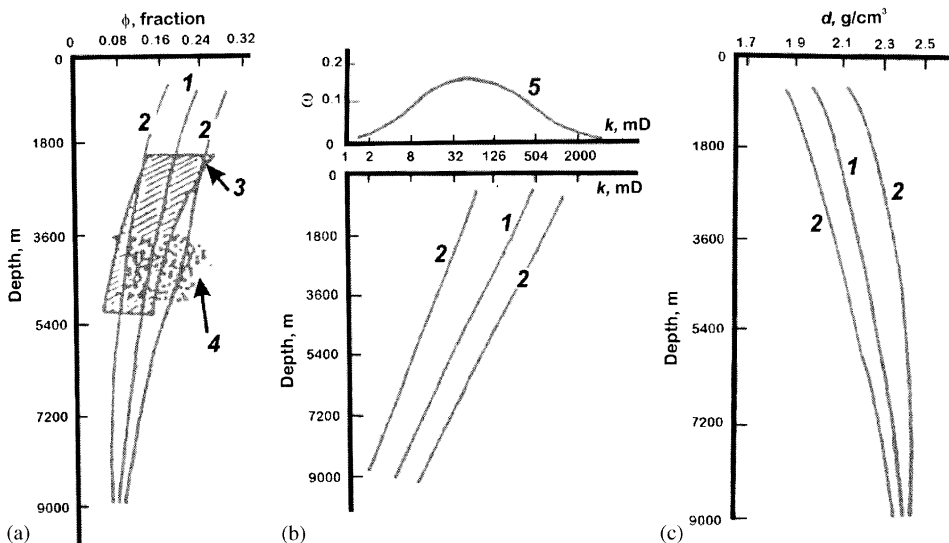 ϕ, fraction
0 0.08 0.16 0.24 0.32
0
1800
3600
5400
7200
9000
Depth, m
1
2
2
3
4
(a)
0.2
0.1
ω
5
k, mD
1 2 8 32 126 504 2000
k, mD
0
1800
3600
5400
7200
9000
Depth, m
2
1
2
(b)
d, g/cm³
1.7 1 9 2.1 2.3 2.5
0
1800
3600
5400
7200
9000
Depth, m
1
2
2
(c)